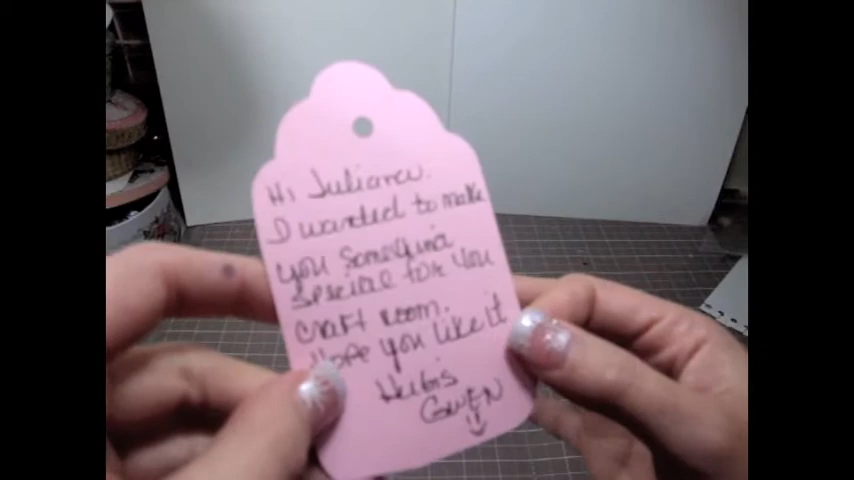 Hi Juliana.
I wanted to make
you something
special for you
craft room.
Hope you like it
Hugs
GWEN